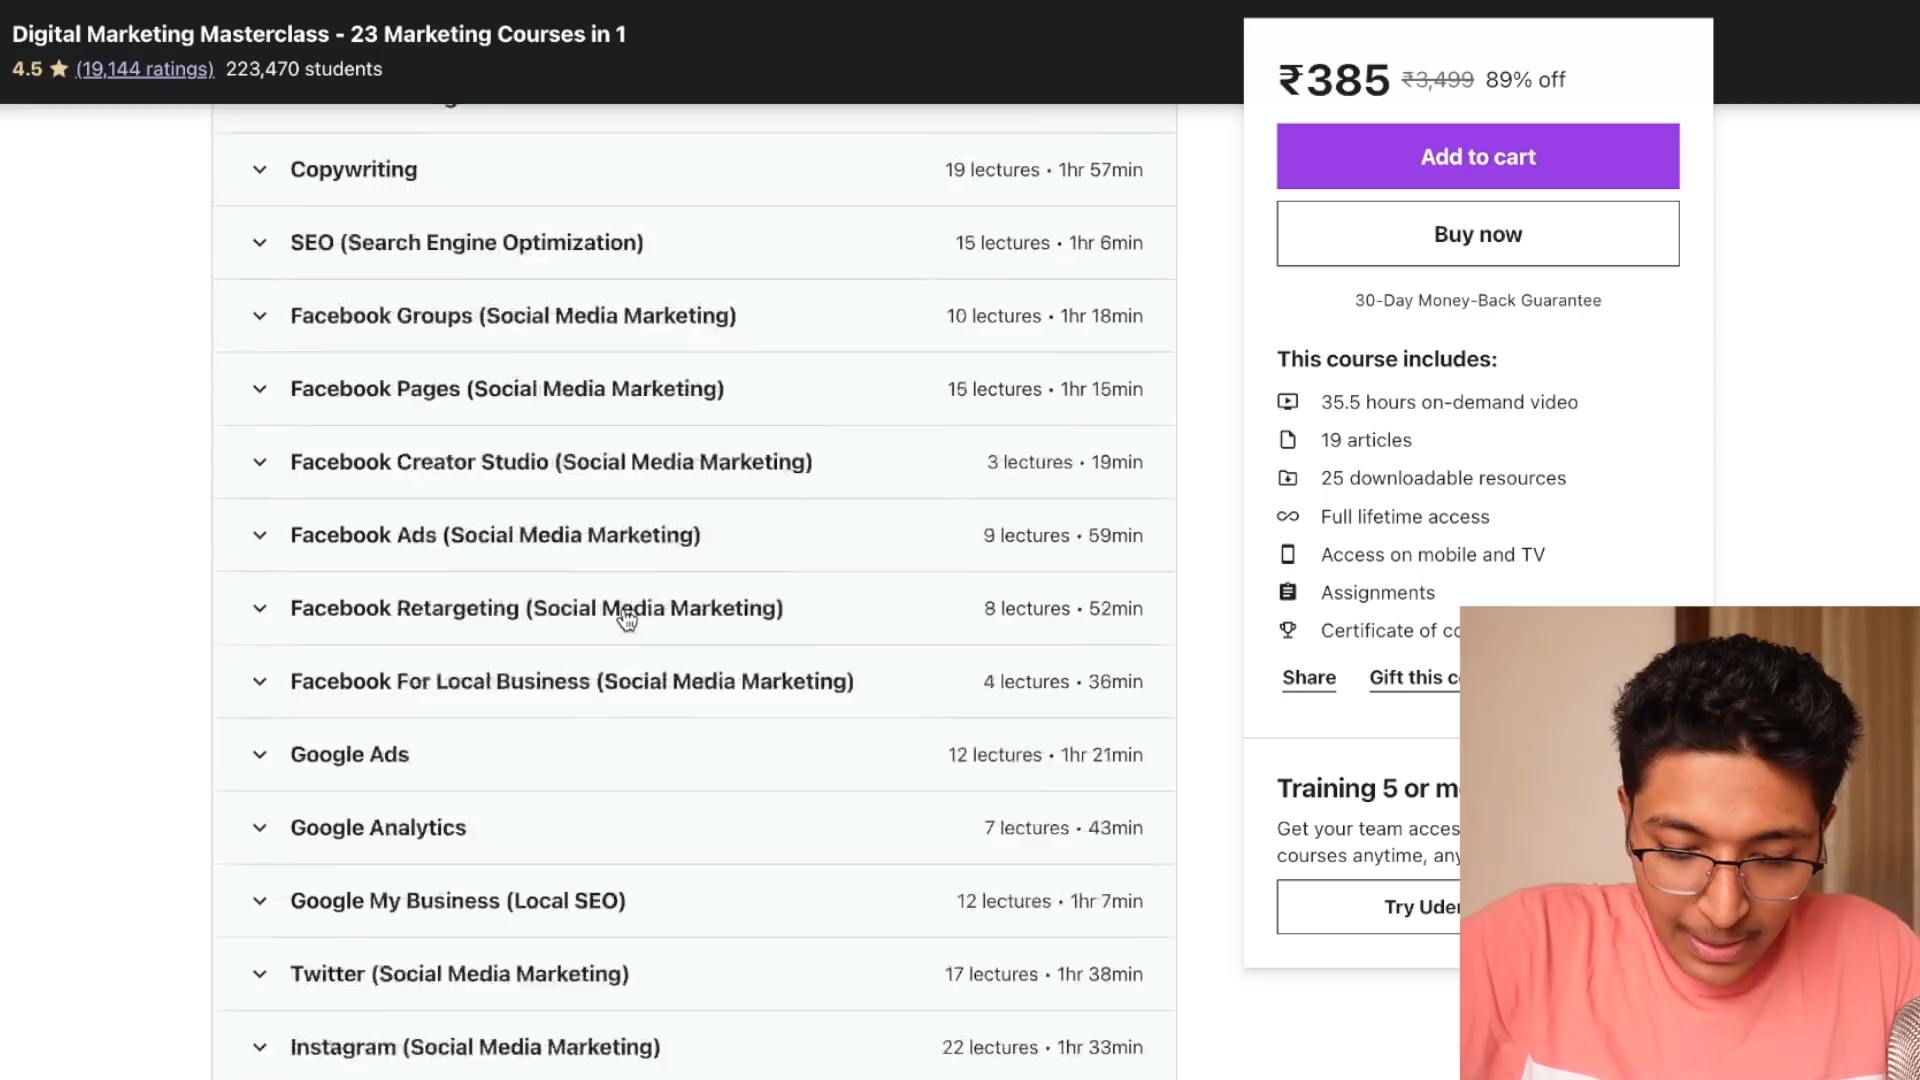 Digital Marketing Masterclass - 23 Marketing Courses in 1
4.5 ★ (19,144 ratings) 223,470 students
Copywriting 19 lectures • 1hr 57min
SEO (Search Engine Optimization) 15 lectures • 1hr 6min
Facebook Groups (Social Media Marketing) 10 lectures • 1hr 18min
Facebook Pages (Social Media Marketing) 15 lectures • 1hr 15min
Facebook Creator Studio (Social Media Marketing) 3 lectures • 19min
Facebook Ads (Social Media Marketing) 9 lectures • 59min
Facebook Retargeting (Social Media Marketing) 8 lectures • 52min
Facebook For Local Business (Social Media Marketing) 4 lectures • 36min
Google Ads 12 lectures • 1hr 21min
Google Analytics 7 lectures • 43min
Google My Business (Local SEO) 12 lectures • 1hr 7min
Twitter (Social Media Marketing) 17 lectures • 1hr 38min
Instagram (Social Media Marketing) 22 lectures • 1hr 33min
₹385 ₹3,499 89% off
Add to cart
Buy now
30-Day Money-Back Guarantee
This course includes:
35.5 hours on-demand video
19 articles
25 downloadable resources
Full lifetime access
Access on mobile and TV
Assignments
Certificate of
Share Gift this
Training 5 or
Get your team
courses anytime,
Try